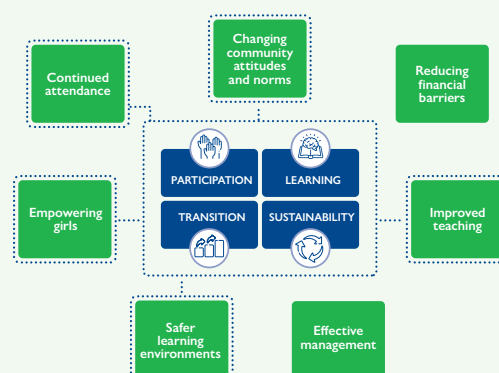 Changing
community
attitudes
and norms
Continued
attendance
Reducing
financial
barriers
PARTICIPATION
LEARNING
TRANSITION
SUSTAINABILITY
Empowering
girls
Improved
teaching
Safer
learning
environments
Effective
management